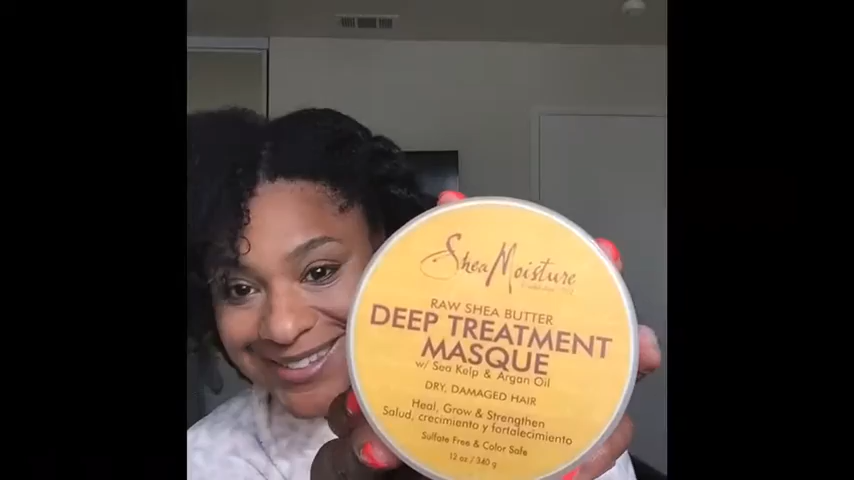 SheaMoisture
RAW SHEA BUTTER
DEEP TREATMENT
MASQUE
w/ Sea Kelp & Argan Oil
DRY, DAMAGED HAIR
Heal, Grow & Strengthen
Salud, crecimiento y fortalecimiento
Sulfate Free & Color Safe
12 oz / 340 g